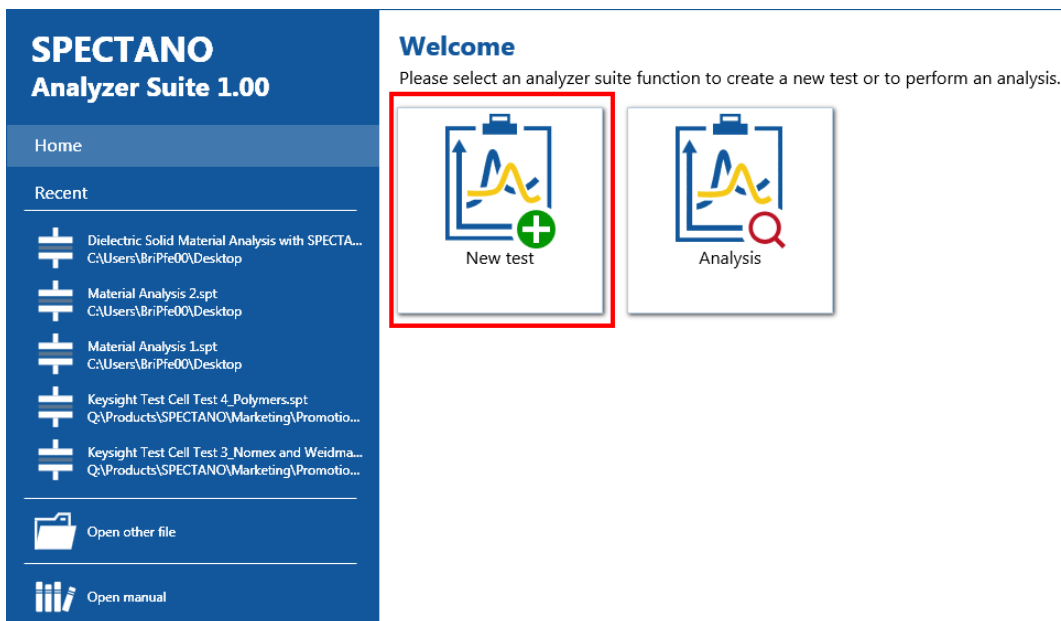 SPECTANO
Analyzer Suite 1.00
Home
Recent
Dielectric Solid Material Analysis with SPECTA...
C:\Users\BriPfe00\Desktop
Material Analysis 2.spt
C:\Users\BriPfe00\Desktop
Material Analysis 1.spt
C:\Users\BriPfe00\Desktop
Keysight Test Cell Test 4_Polymers.spt
Q:\Products\SPECTANO\Marketing\Promotio...
Keysight Test Cell Test 3_Nomex and Weidma...
Q:\Products\SPECTANO\Marketing\Promotio...
Open other file
Open manual
Welcome
Please select an analyzer suite function to create a new test or to perform an analysis.
New test
Analysis